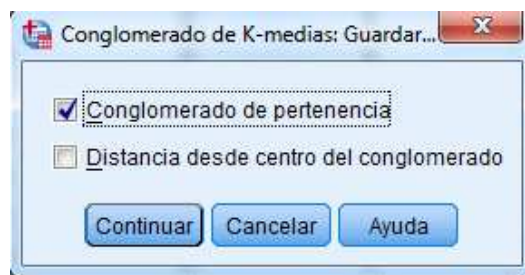 Conglomerado de K-medias: Guardar...
Conglomerado de pertenencia
Distancia desde centro del conglomerado
Continuar Cancelar Ayuda